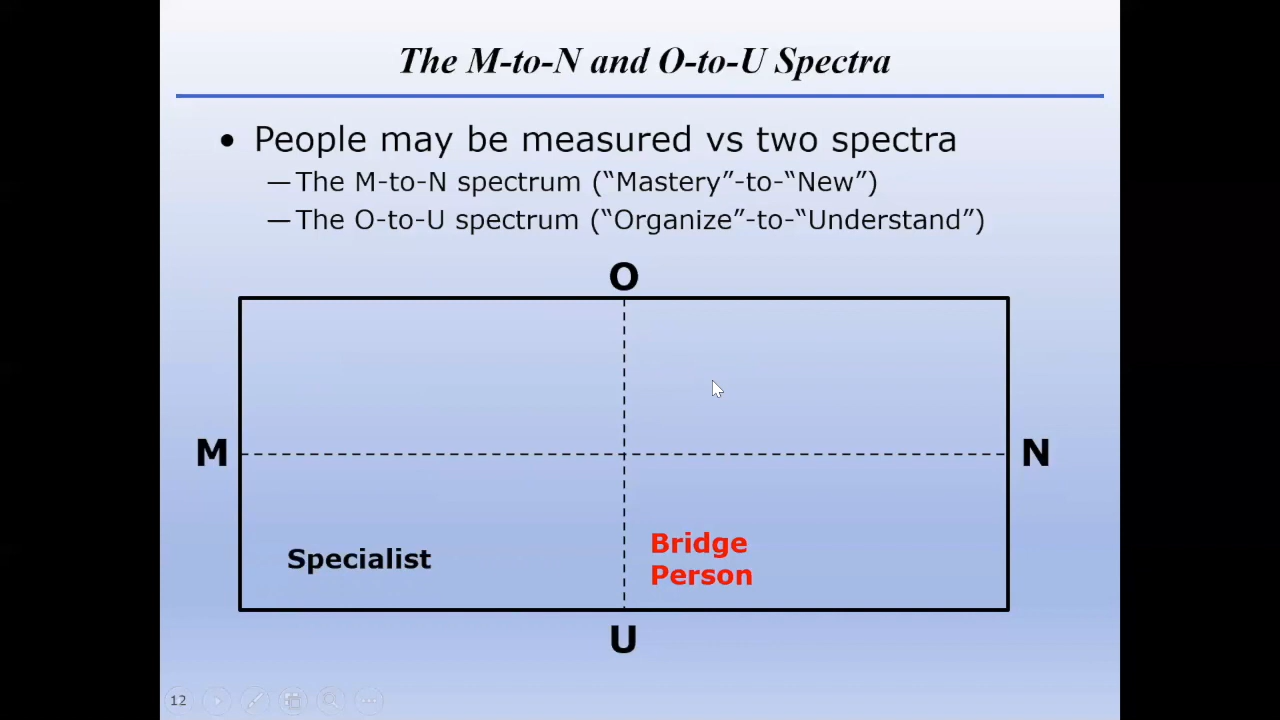 The M-to-N and O-to-U Spectra
• People may be measured vs two spectra
—The M-to-N spectrum (“Mastery”-to-“New”)
—The O-to-U spectrum (“Organize”-to-“Understand”)
O
M
N
Specialist
Bridge
Person
U
12